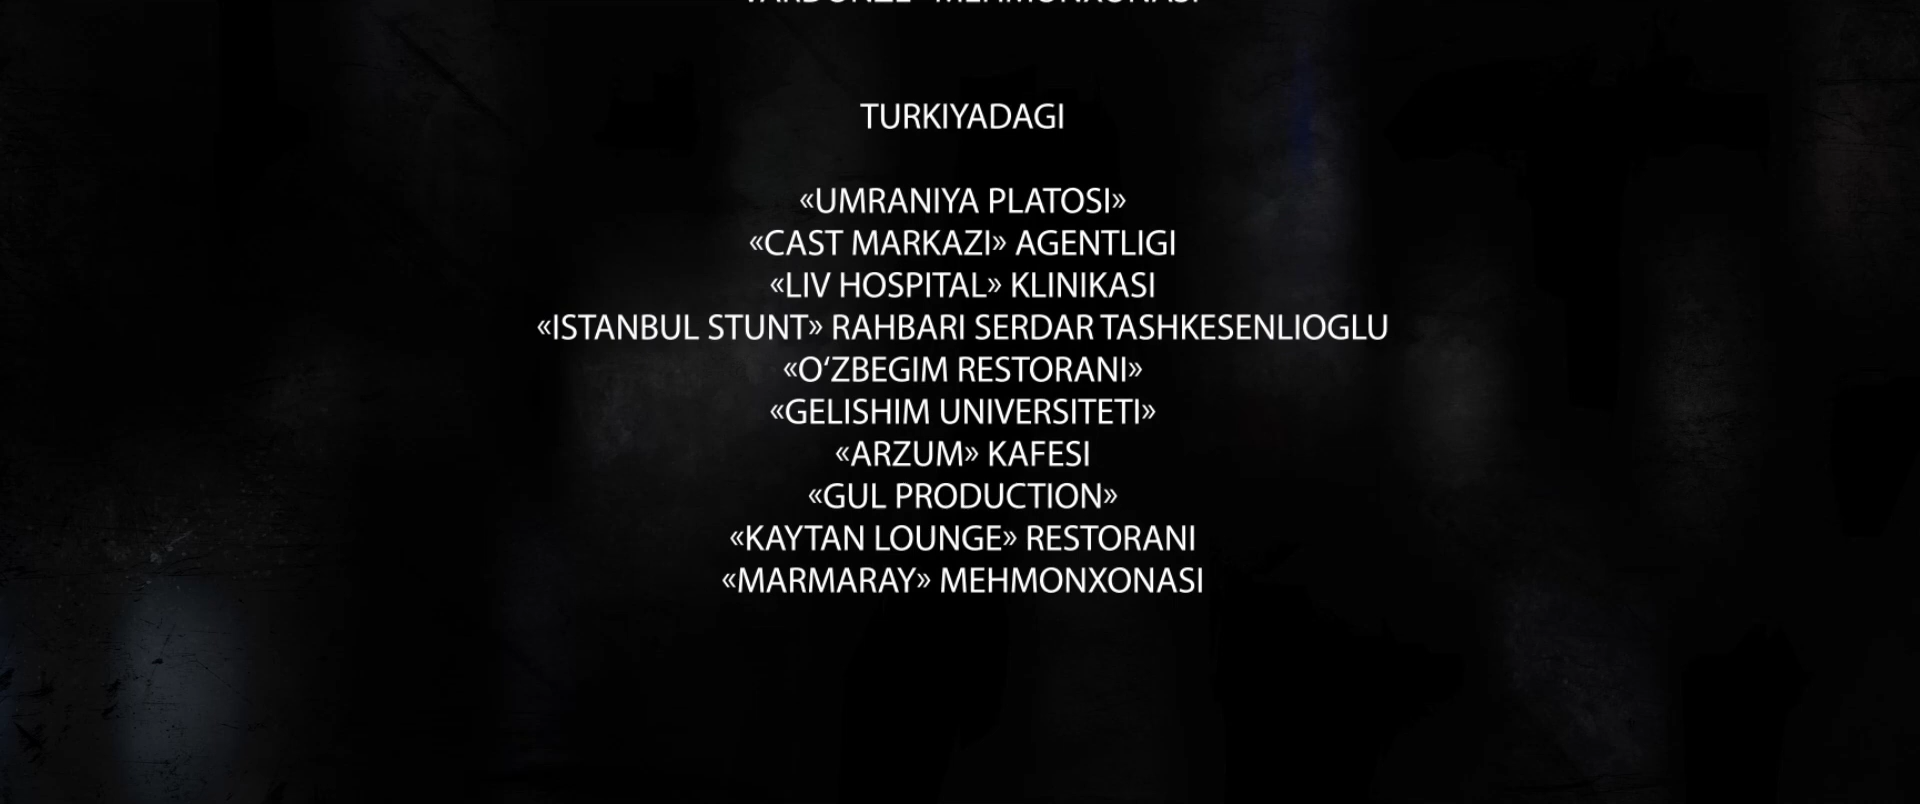 MEHMONXONASI
TURKIYADAGI
«UMRANIYA PLATOSI»
«CAST MARKAZI» AGENTLIGI
«LIV HOSPITAL» KLINIKASI
«ISTANBUL STUNT» RAHBARI SERDAR TASHKESENLIOGLU
«O‘ZBEGIM RESTORANI»
«GELISHIM UNIVERSITETI»
«ARZUM» KAFESI
«GUL PRODUCTION»
«KAYTAN LOUNGE» RESTORANI
«MARMARAY» MEHMONXONASI